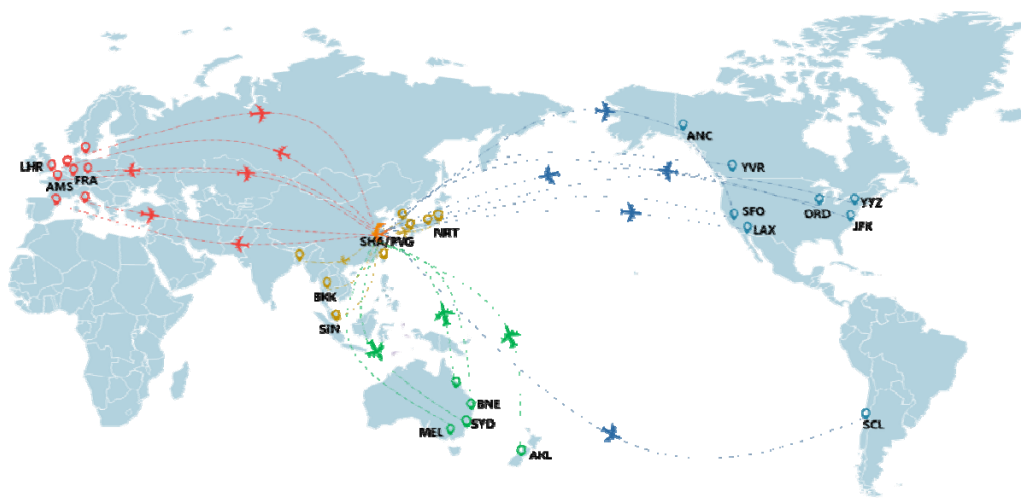 ANC
LHR
YVR
FRA
AMS
YYZ
SFO
ORD
JFK
LAX
NRT
SHA/PVG
BKK
SIN
BNE
SYD
MEL
SCL
AKL